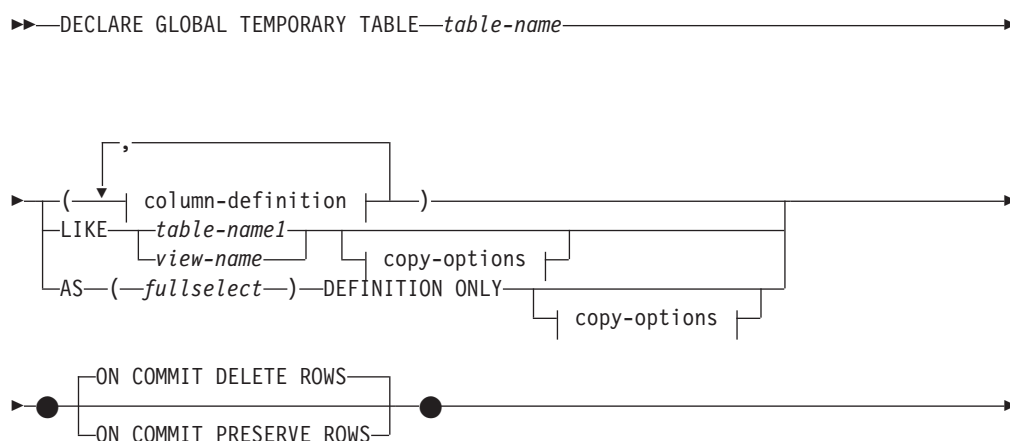 DECLARE GLOBAL TEMPORARY TABLE table-name
,
( column-definition )
LIKE table-name1
view-name copy-options
AS ( fullselect ) DEFINITION ONLY
copy-options
ON COMMIT DELETE ROWS
ON COMMIT PRESERVE ROWS